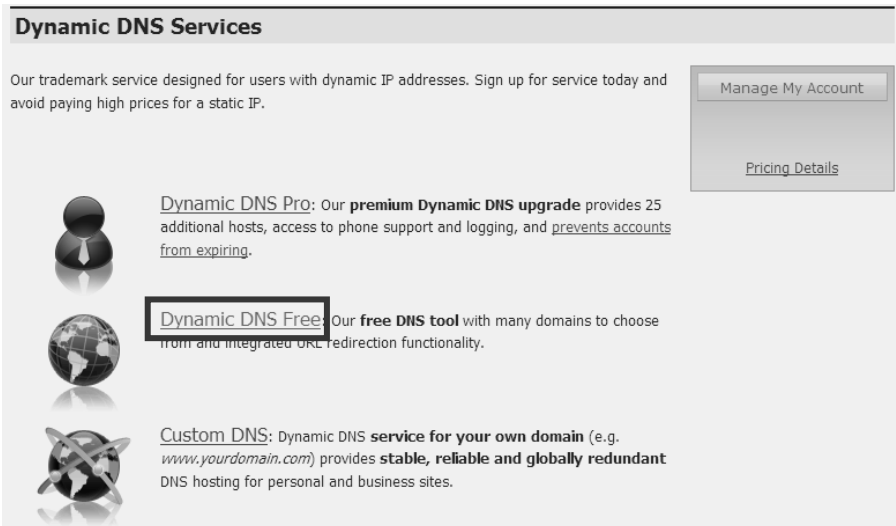 Dynamic DNS Services
Our trademark service designed for users with dynamic IP addresses. Sign up for service today and
avoid paying high prices for a static IP.
Manage My Account
Pricing Details
Dynamic DNS Pro: Our premium Dynamic DNS upgrade provides 25
additional hosts, access to phone support and logging, and prevents accounts
from expiring.
Dynamic DNS Free: Our free DNS tool with many domains to choose
from and integrated URL redirection functionality.
Custom DNS: Dynamic DNS service for your own domain (e.g.
www.yourdomain.com) provides stable, reliable and globally redundant
DNS hosting for personal and business sites.